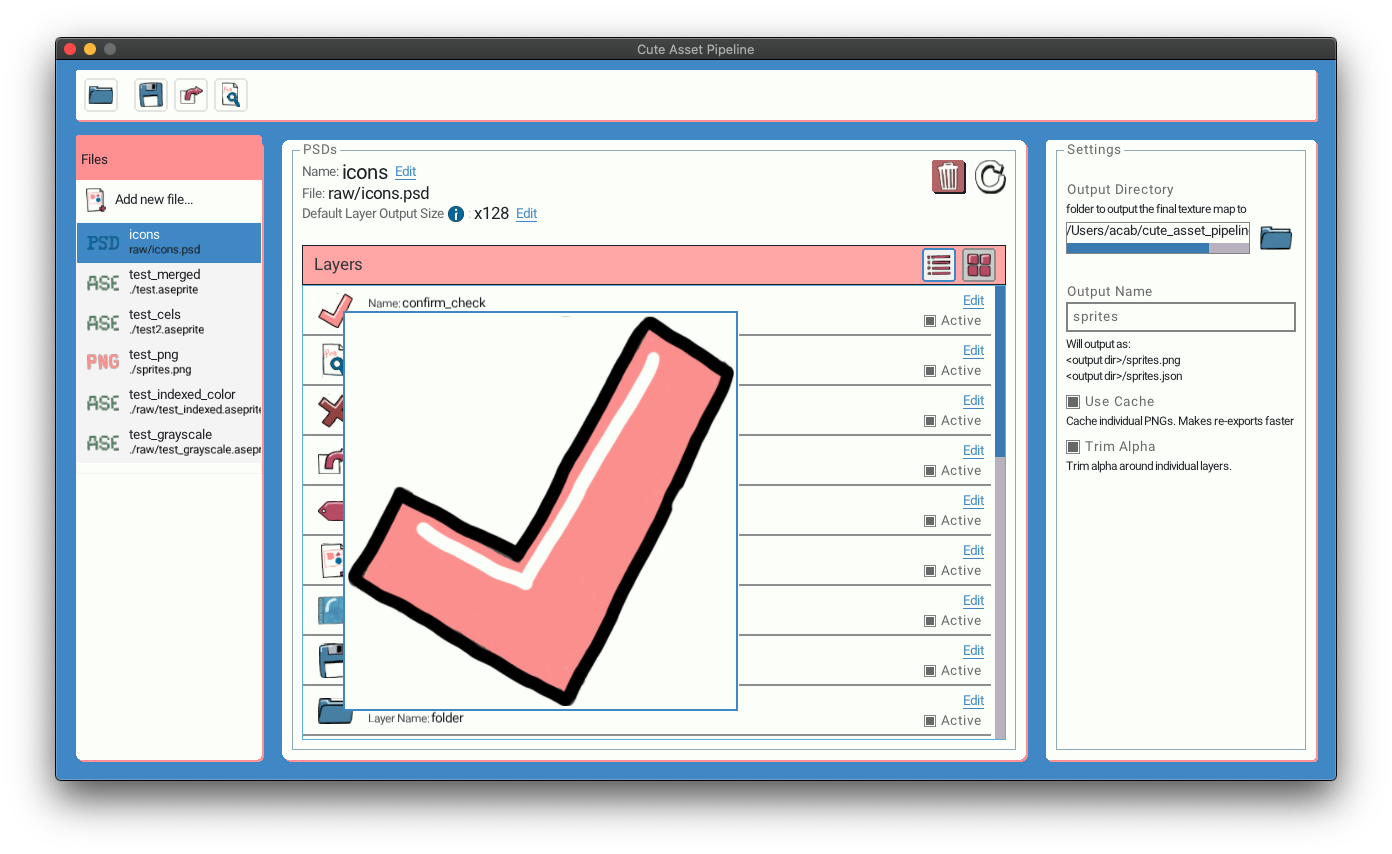 Cute Asset Pipeline
Files
Add new file...
PSD
icons
raw/icons.psd
ASE
test_merged
./test.aseprite
ASE
test_cels
./test2.aseprite
PNG
test_png
./sprites.png
ASE
test_indexed_color
./raw/test_indexed.aseprite
ASE
test_grayscale
./raw/test_grayscale.asepr
PSDs
Name: icons Edit
File: raw/icons.psd
Default Layer Output Size i : x128 Edit
Layers
Name: confirm_check
Edit
Active
Edit
Active
Edit
Active
Edit
Active
Edit
Active
Edit
Active
Edit
Active
Edit
Active
Edit
Layer Name: folder
Active
Settings
Output Directory
folder to output the final texture map to
/Users/acab/cute_asset_pipelin
Output Name
sprites
Will output as:
<output dir>/sprites.png
<output dir>/sprites.json
Use Cache
Cache individual PNGs. Makes re-exports faster
Trim Alpha
Trim alpha around individual layers.